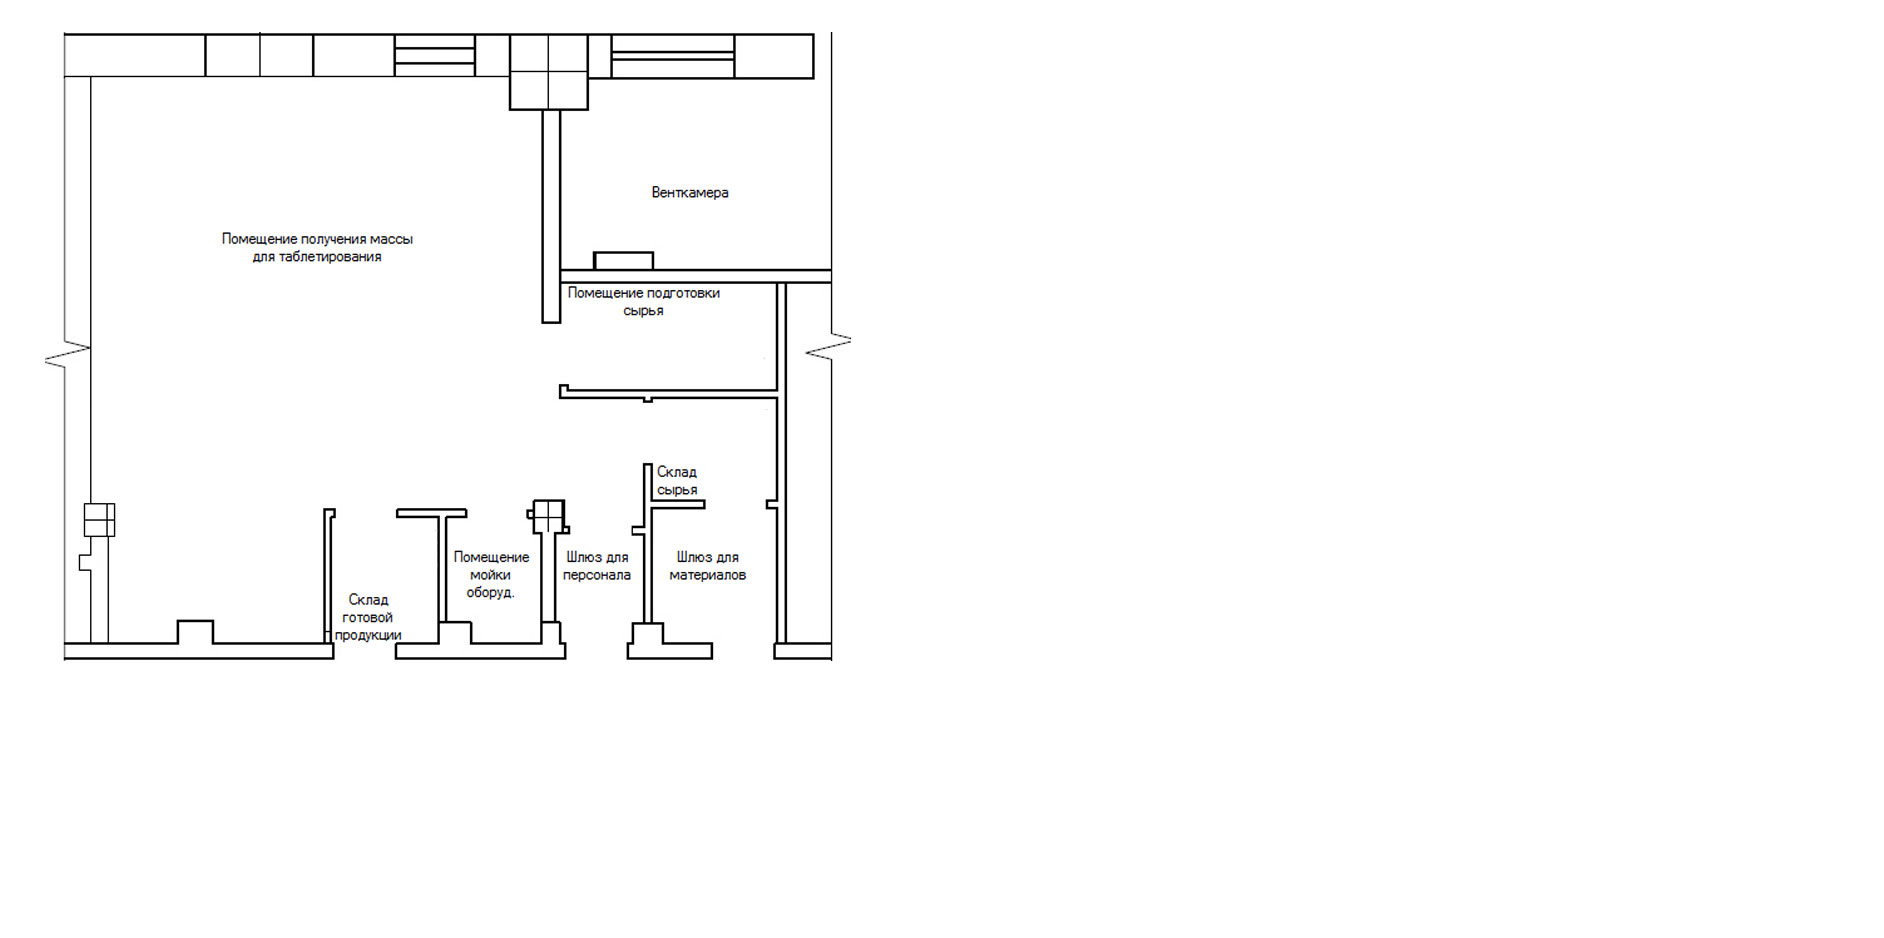 Венткамера
Помещение получения массы
для таблетирования
Помещение подготовки
сырья
Склад
сырья
Помещение
мойки
оборуд.
Шлюз для
персонала
Шлюз для
материалов
Склад
готовой
продукции